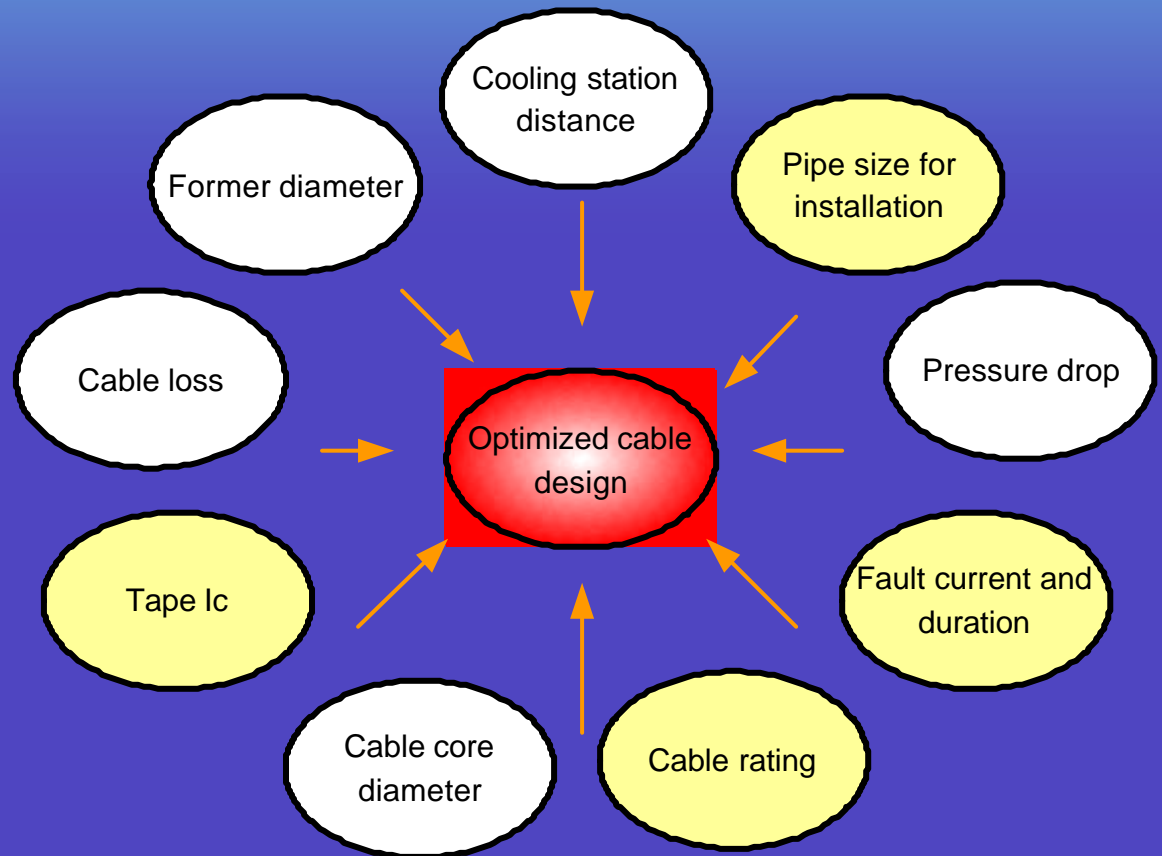 Cooling station
distance
Pipe size for
installation
Former diameter
Pressure drop
Cable loss
Optimized cable
design
Fault current and
duration
Tape Ic
Cable core
diameter
Cable rating